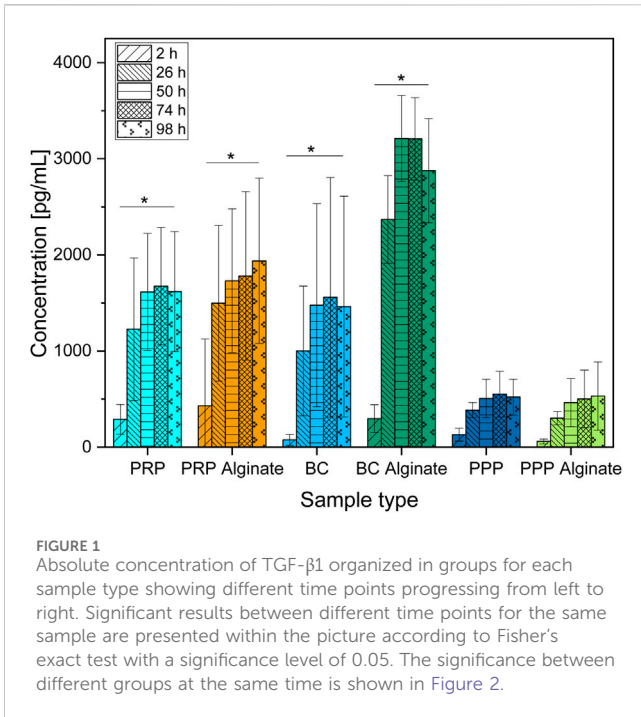 4000
3000
2000
1000
0
Concentration [pg/mL]
2 h
26 h
50 h
74 h
98 h
*
*
*
*
PRP
PRP Alginate
BC
BC Alginate
PPP
PPP Alginate
Sample type
FIGURE 1
Absolute concentration of TGF-β1 organized in groups for each
sample type showing different time points progressing from left to
right. Significant results between different time points for the same
sample are presented within the picture according to Fisher's
exact test with a significance level of 0.05. The significance between
different groups at the same time is shown in Figure 2.